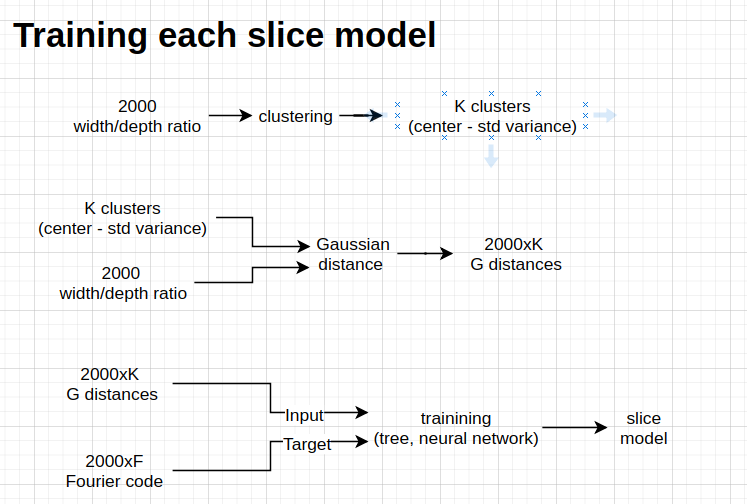 Training each slice model
2000
width/depth ratio
clustering
K clusters
(center - std variance)
K clusters
(center - std variance)
2000
width/depth ratio
Gaussian
distance
2000xK
G distances
2000xK
G distances
Input
Target
2000xF
Fourier code
trainining
(tree, neural network)
slice
model